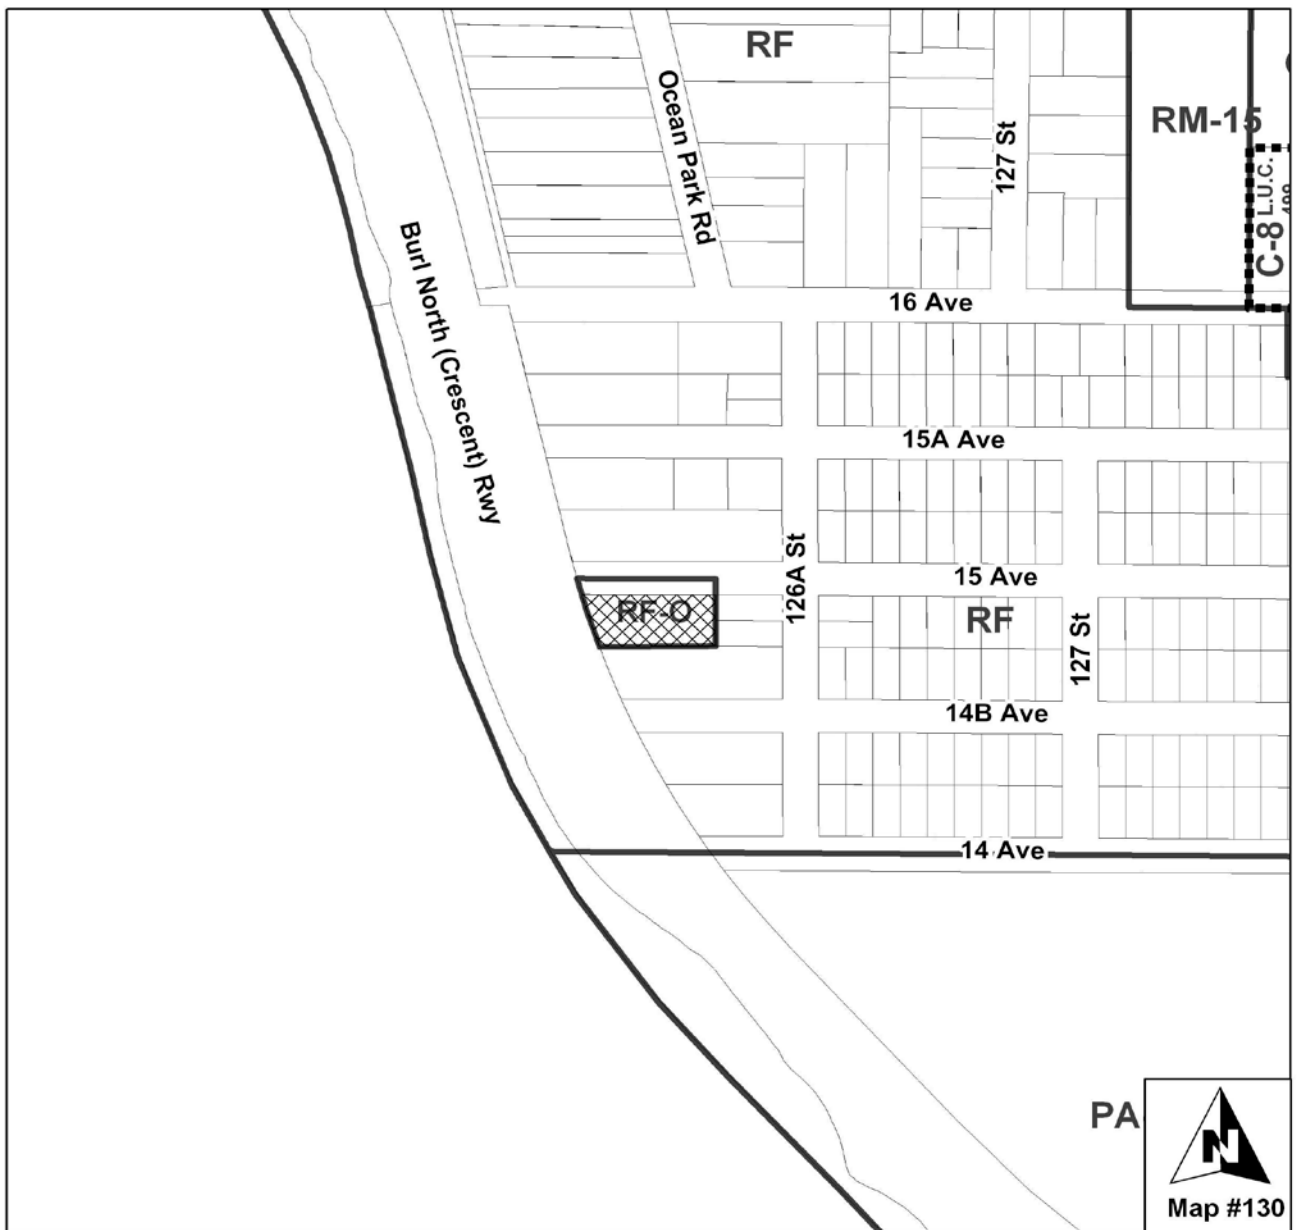 RF
Ocean Park Rd
127 St
RM-15
C-8
L.U.C.
Burl North (Crescent) Rwy
16 Ave
15A Ave
126A St
15 Ave
RF-O
RF
127 St
14B Ave
14 Ave
PA
N
Map #130